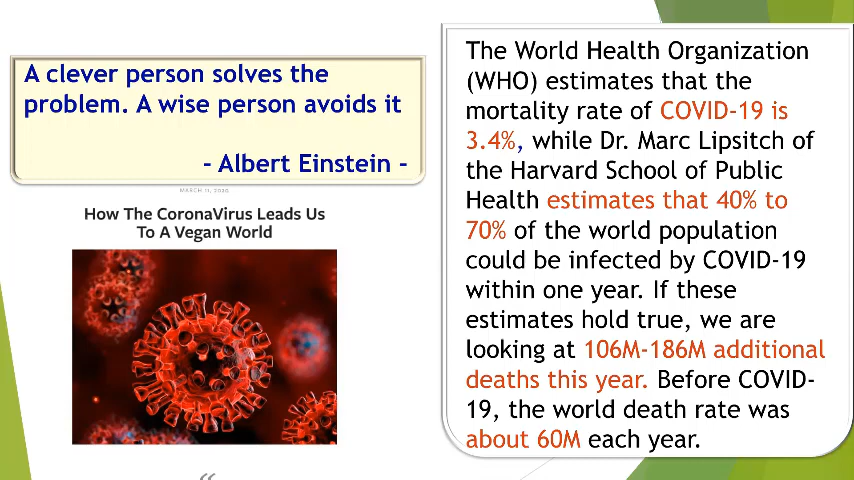 A clever person solves the
problem. A wise person avoids it
- Albert Einstein -
MARCH 11, 2020
How The CoronaVirus Leads Us
To A Vegan World
The World Health Organization
(WHO) estimates that the
mortality rate of COVID-19 is
3.4%, while Dr. Marc Lipsitch of
the Harvard School of Public
Health estimates that 40% to
70% of the world population
could be infected by COVID-19
within one year. If these
estimates hold true, we are
looking at 106M-186M additional
deaths this year. Before COVID-
19, the world death rate was
about 60M each year.